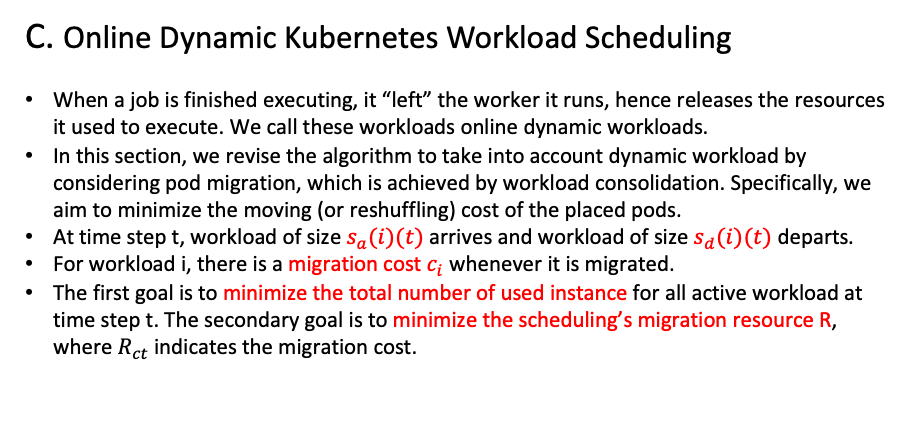 C. Online Dynamic Kubernetes Workload Scheduling
• When a job is finished executing, it “left” the worker it runs, hence releases the resources
it used to execute. We call these workloads online dynamic workloads.
• In this section, we revise the algorithm to take into account dynamic workload by
considering pod migration, which is achieved by workload consolidation. Specifically, we
aim to minimize the moving (or reshuffling) cost of the placed pods.
• At time step t, workload of size s_a(i)(t) arrives and workload of size s_d(i)(t) departs.
• For workload i, there is a migration cost c_i whenever it is migrated.
• The first goal is to minimize the total number of used instance for all active workload at
time step t. The secondary goal is to minimize the scheduling’s migration resource R,
where R_ct indicates the migration cost.